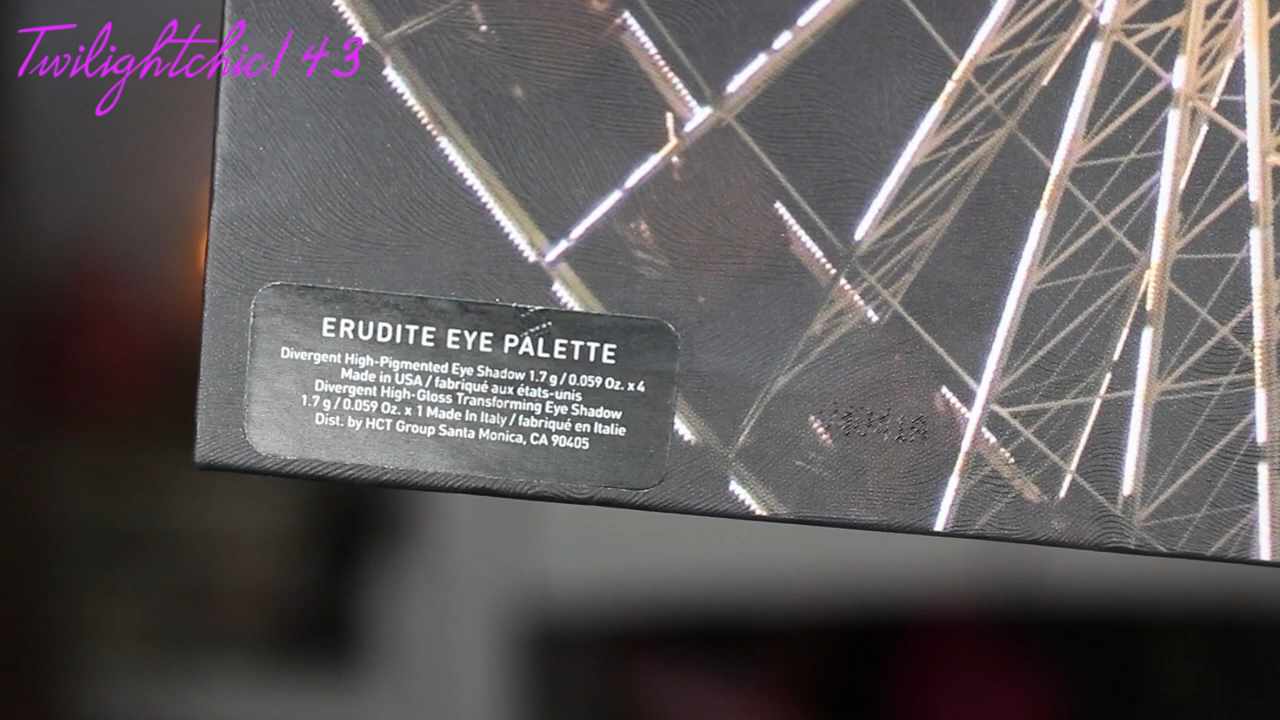 Twilightchic143
ERUDITE EYE PALETTE
Divergent High-Pigmented Eye Shadow 1.7 g / 0.059 Oz. x 4
Made in USA / fabriqué aux états-unis
Divergent High-Gloss Transforming Eye Shadow
1.7 g / 0.059 Oz. x 1 Made In Italy / fabriqué en Italie
Dist. by HCT Group Santa Monica, CA 90405